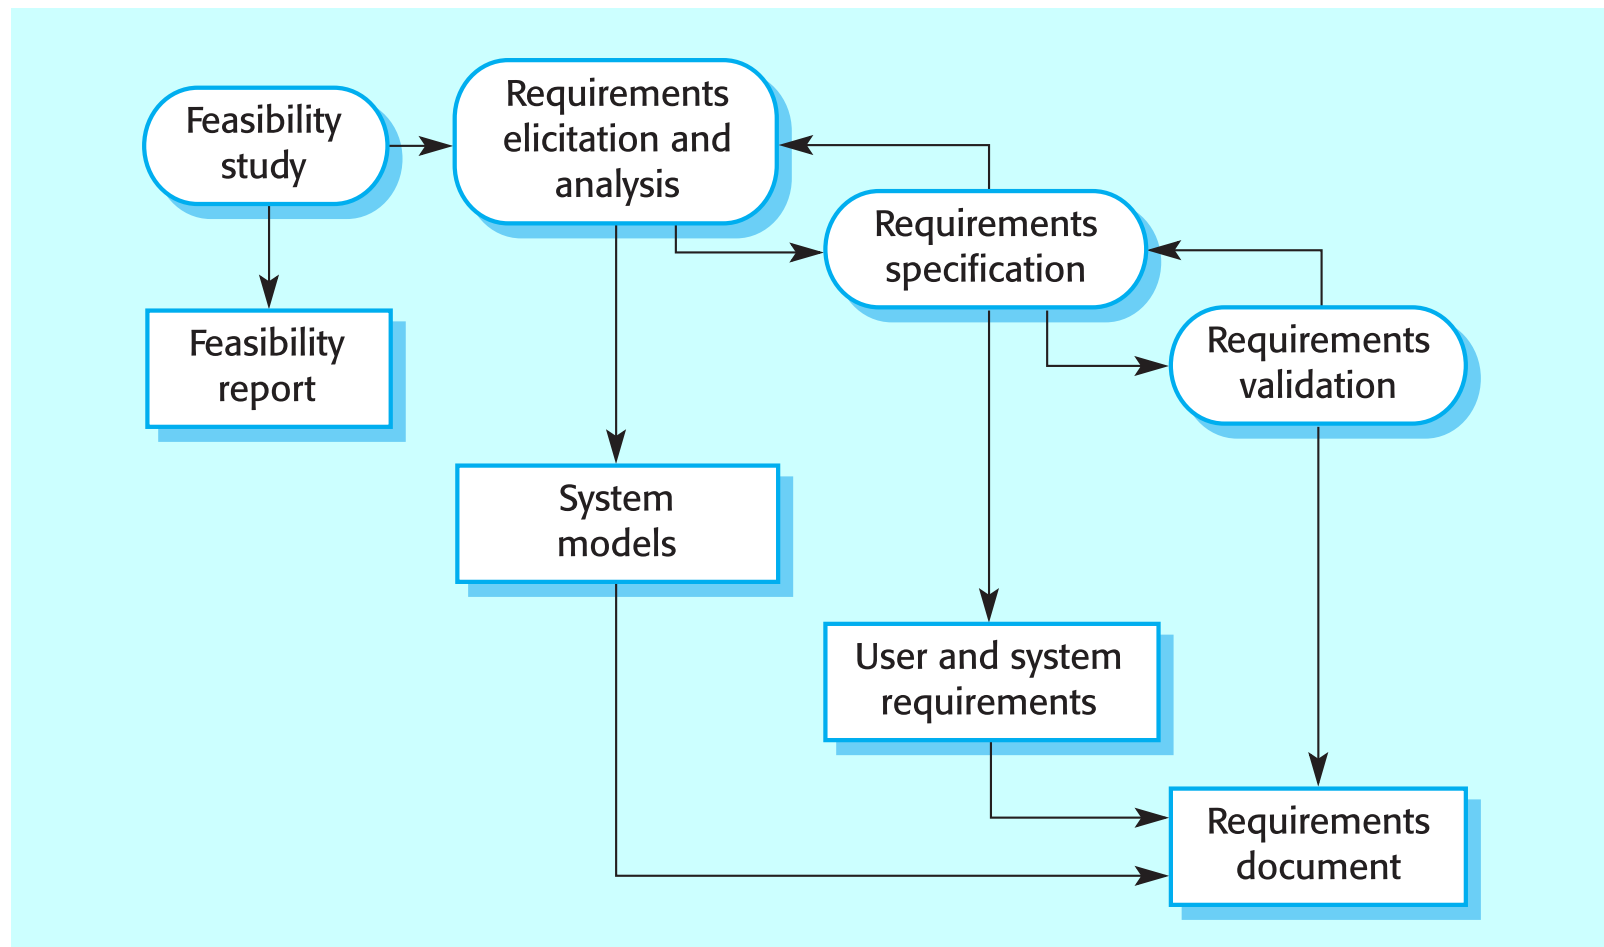 Feasibility
study
Requirements
elicitation and
analysis
Requirements
specification
Requirements
validation
Feasibility
report
System
models
User and system
requirements
Requirements
document